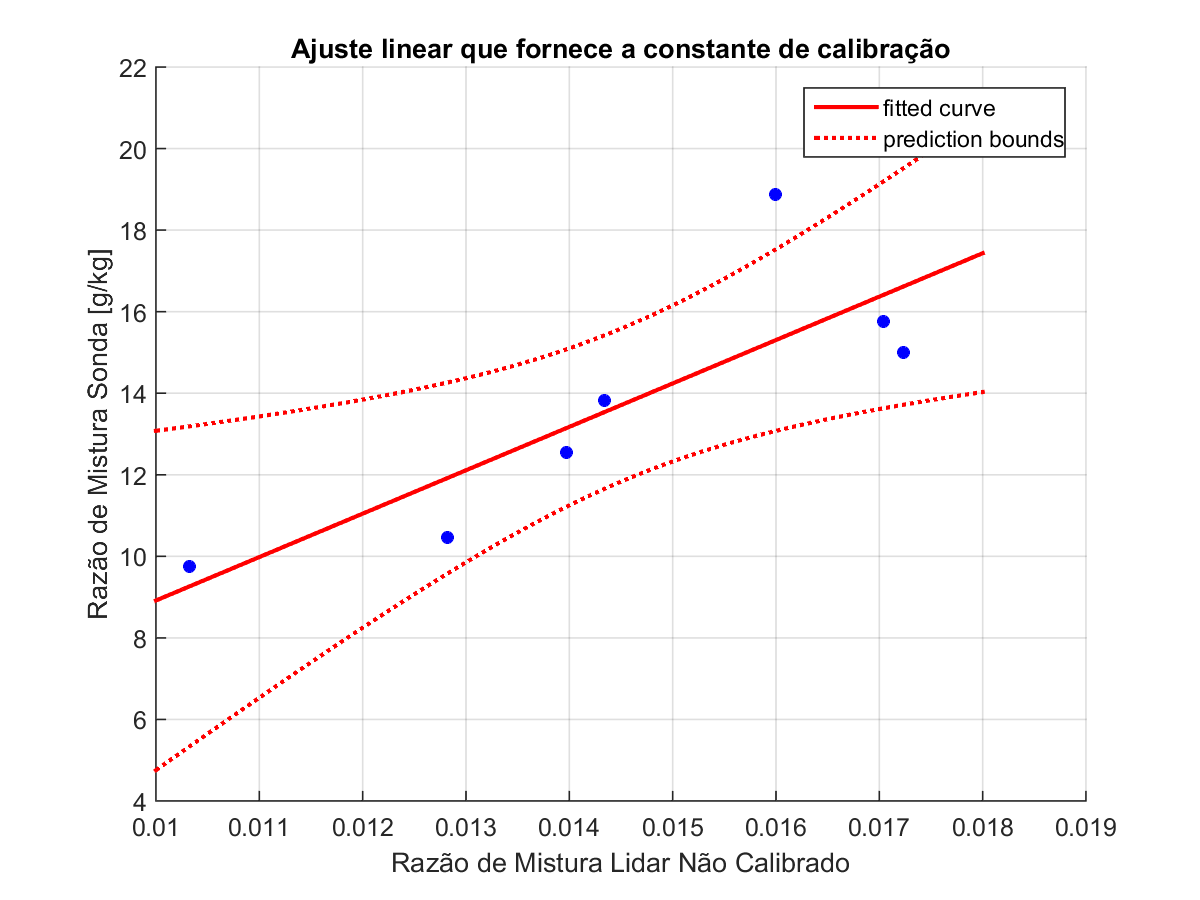 Ajuste linear que fornece a constante de calibração
fitted curve
prediction bounds
Razão de Mistura Sonda [g/kg]
22
20
18
16
14
12
10
8
6
4
0.01 0.011 0.012 0.013 0.014 0.015 0.016 0.017 0.018 0.019
Razão de Mistura Lidar Não Calibrado